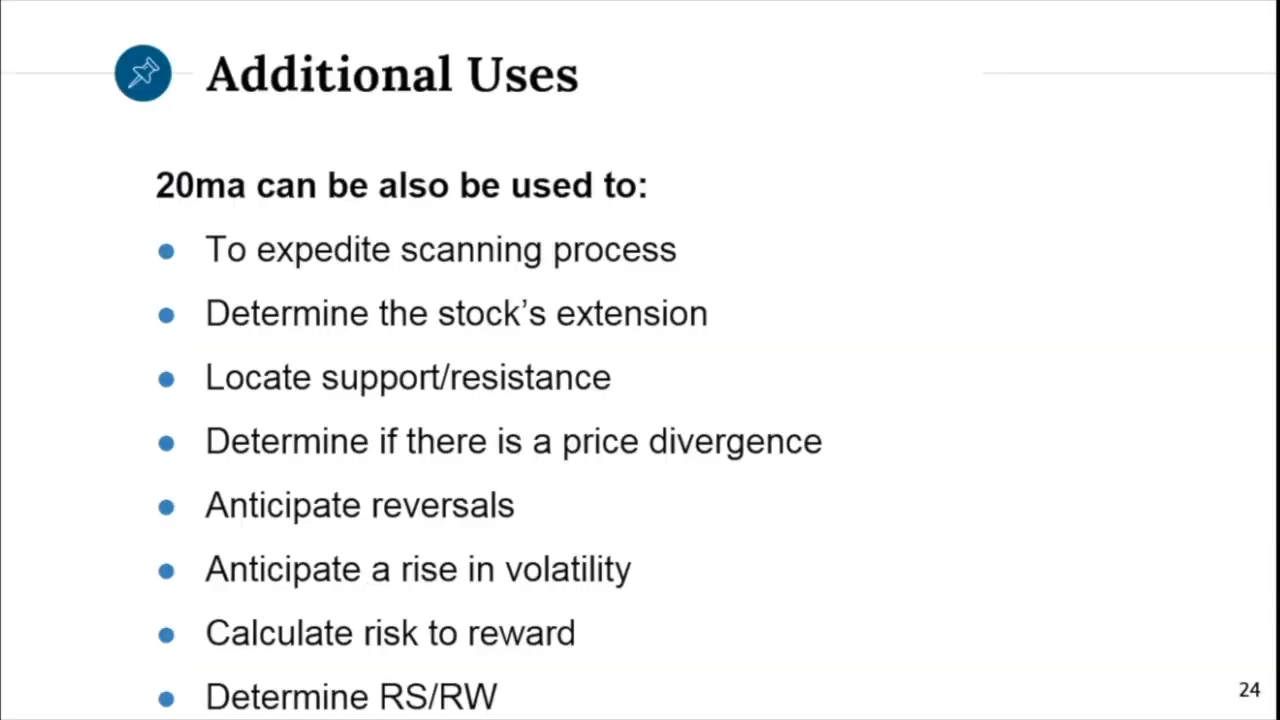 Additional Uses
20ma can be also be used to:
● To expedite scanning process
● Determine the stock’s extension
● Locate support/resistance
● Determine if there is a price divergence
● Anticipate reversals
● Anticipate a rise in volatility
● Calculate risk to reward
● Determine RS/RW
24